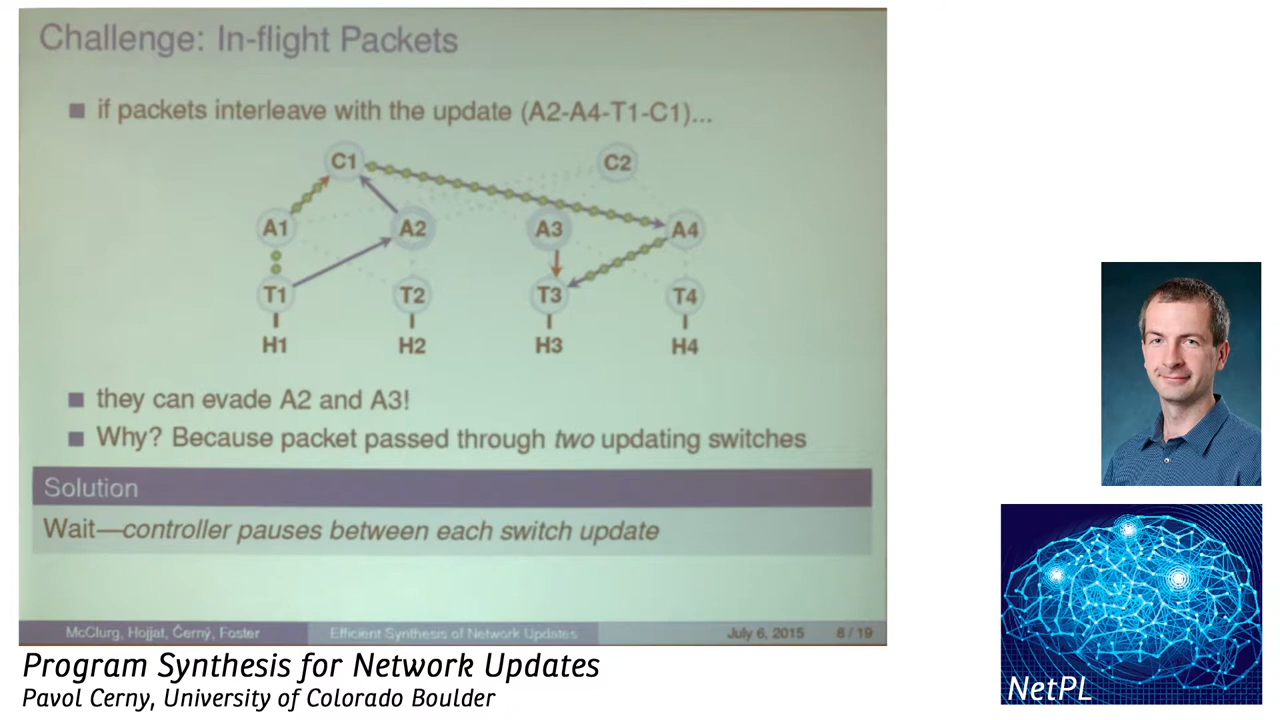 Challenge: In-flight Packets
if packets interleave with the update (A2-A4-T1-C1)...
C1 C2
A1 A2 A3 A4
T1 T2 T3 T4
H1 H2 H3 H4
they can evade A2 and A3!
Why? Because packet passed through two updating switches
Solution
Wait—controller pauses between each switch update
McClurg, Hojjat, Černý, Foster Efficient Synthesis of Network Updates July 6, 2015 8 / 19
Program Synthesis for Network Updates
Pavol Cerny, University of Colorado Boulder
NetPL